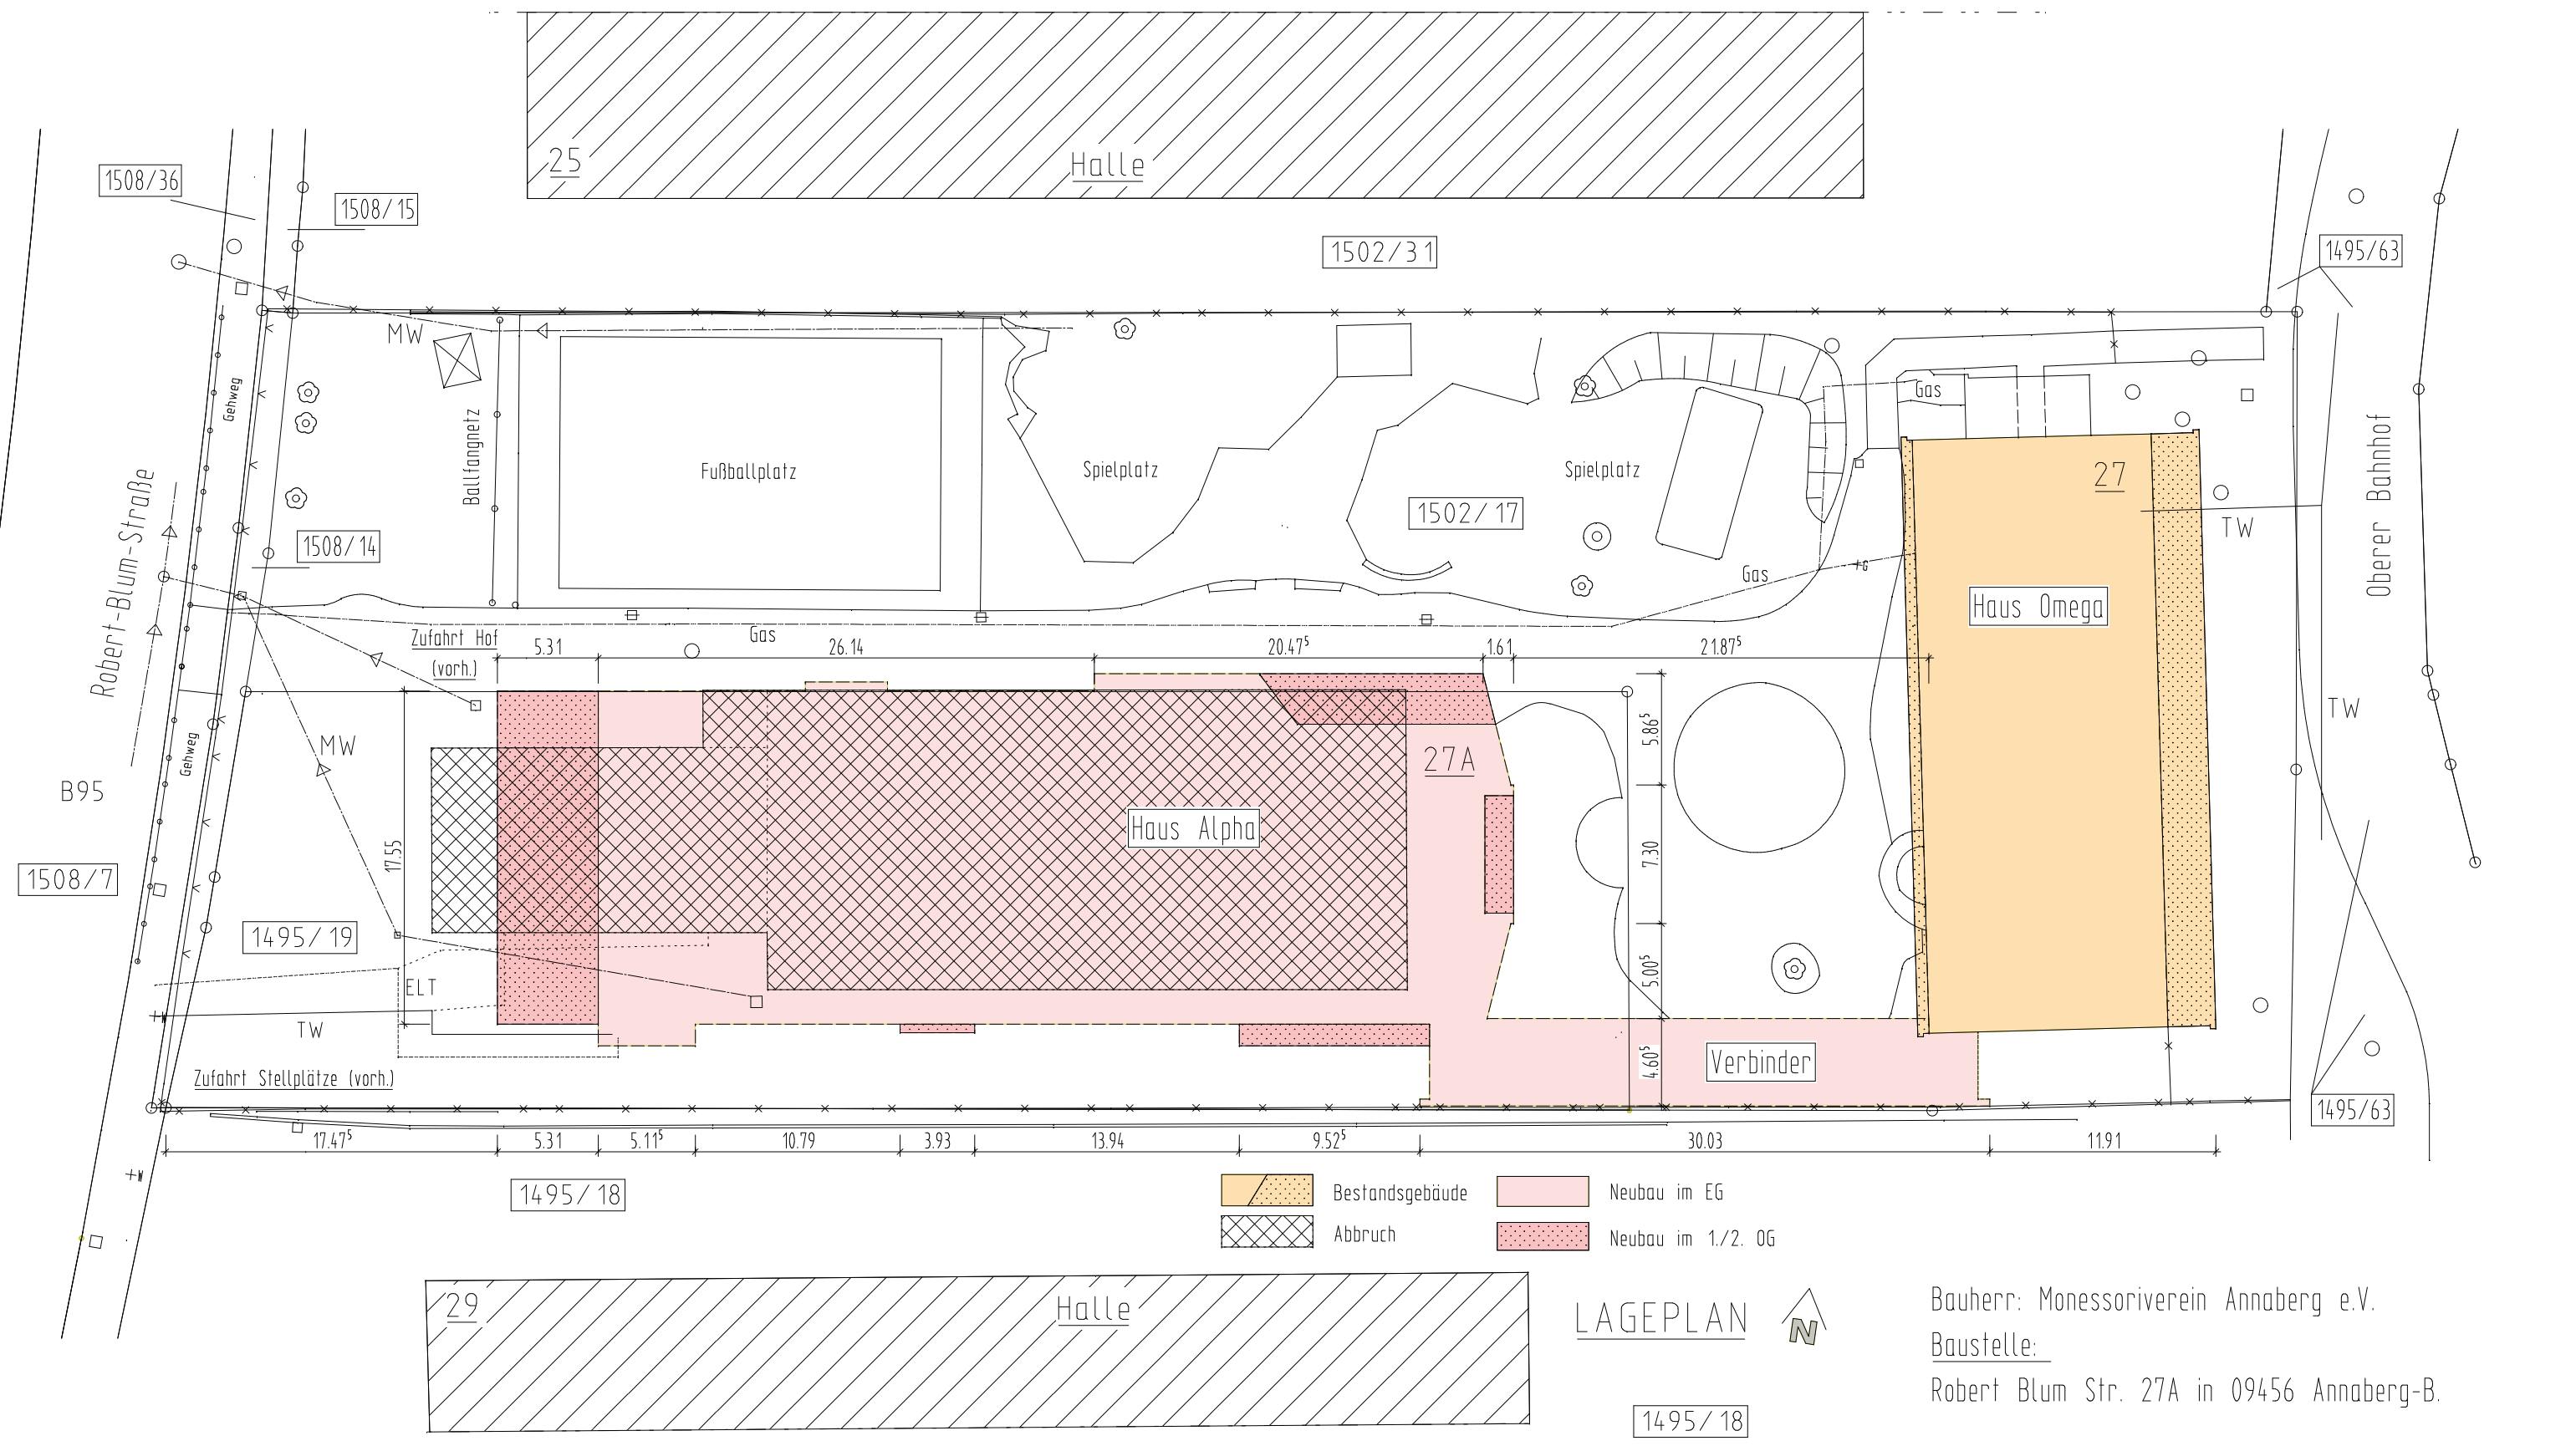 25
Halle
1508/36
1508/15
1502/31
1495/63
MW
Gehweg
Ballfangnetz
Fußballplatz
Spielplatz
Spielplatz
1502/17
Gas
27
TW
Oberer Bahnhof
Robert-Blum-Straße
1508/14
Gas
+G
Haus Omega
Zufahrt Hof
(vorh.)
Gas
5.31
26.14
20.47⁵
1.61
21.87⁵
MW
Gehweg
B95
1508/7
17.55
27A
Haus Alpha
5.86⁵
7.30
5.00⁵
4.60⁵
TW
1495/19
ELT
TW
+W
Verbinder
Zufahrt Stellplätze (vorh.)
1495/63
17.47⁵
5.31
5.11⁵
10.79
3.93
13.94
9.52⁵
30.03
11.91
+W
1495/18
Bestandsgebäude
Neubau im EG
Abbruch
Neubau im 1./2. OG
29
Halle
LAGEPLAN
N
Bauherr: Monessoriverein Annaberg e.V.
Baustelle:
Robert Blum Str. 27A in 09456 Annaberg-B.
1495/18